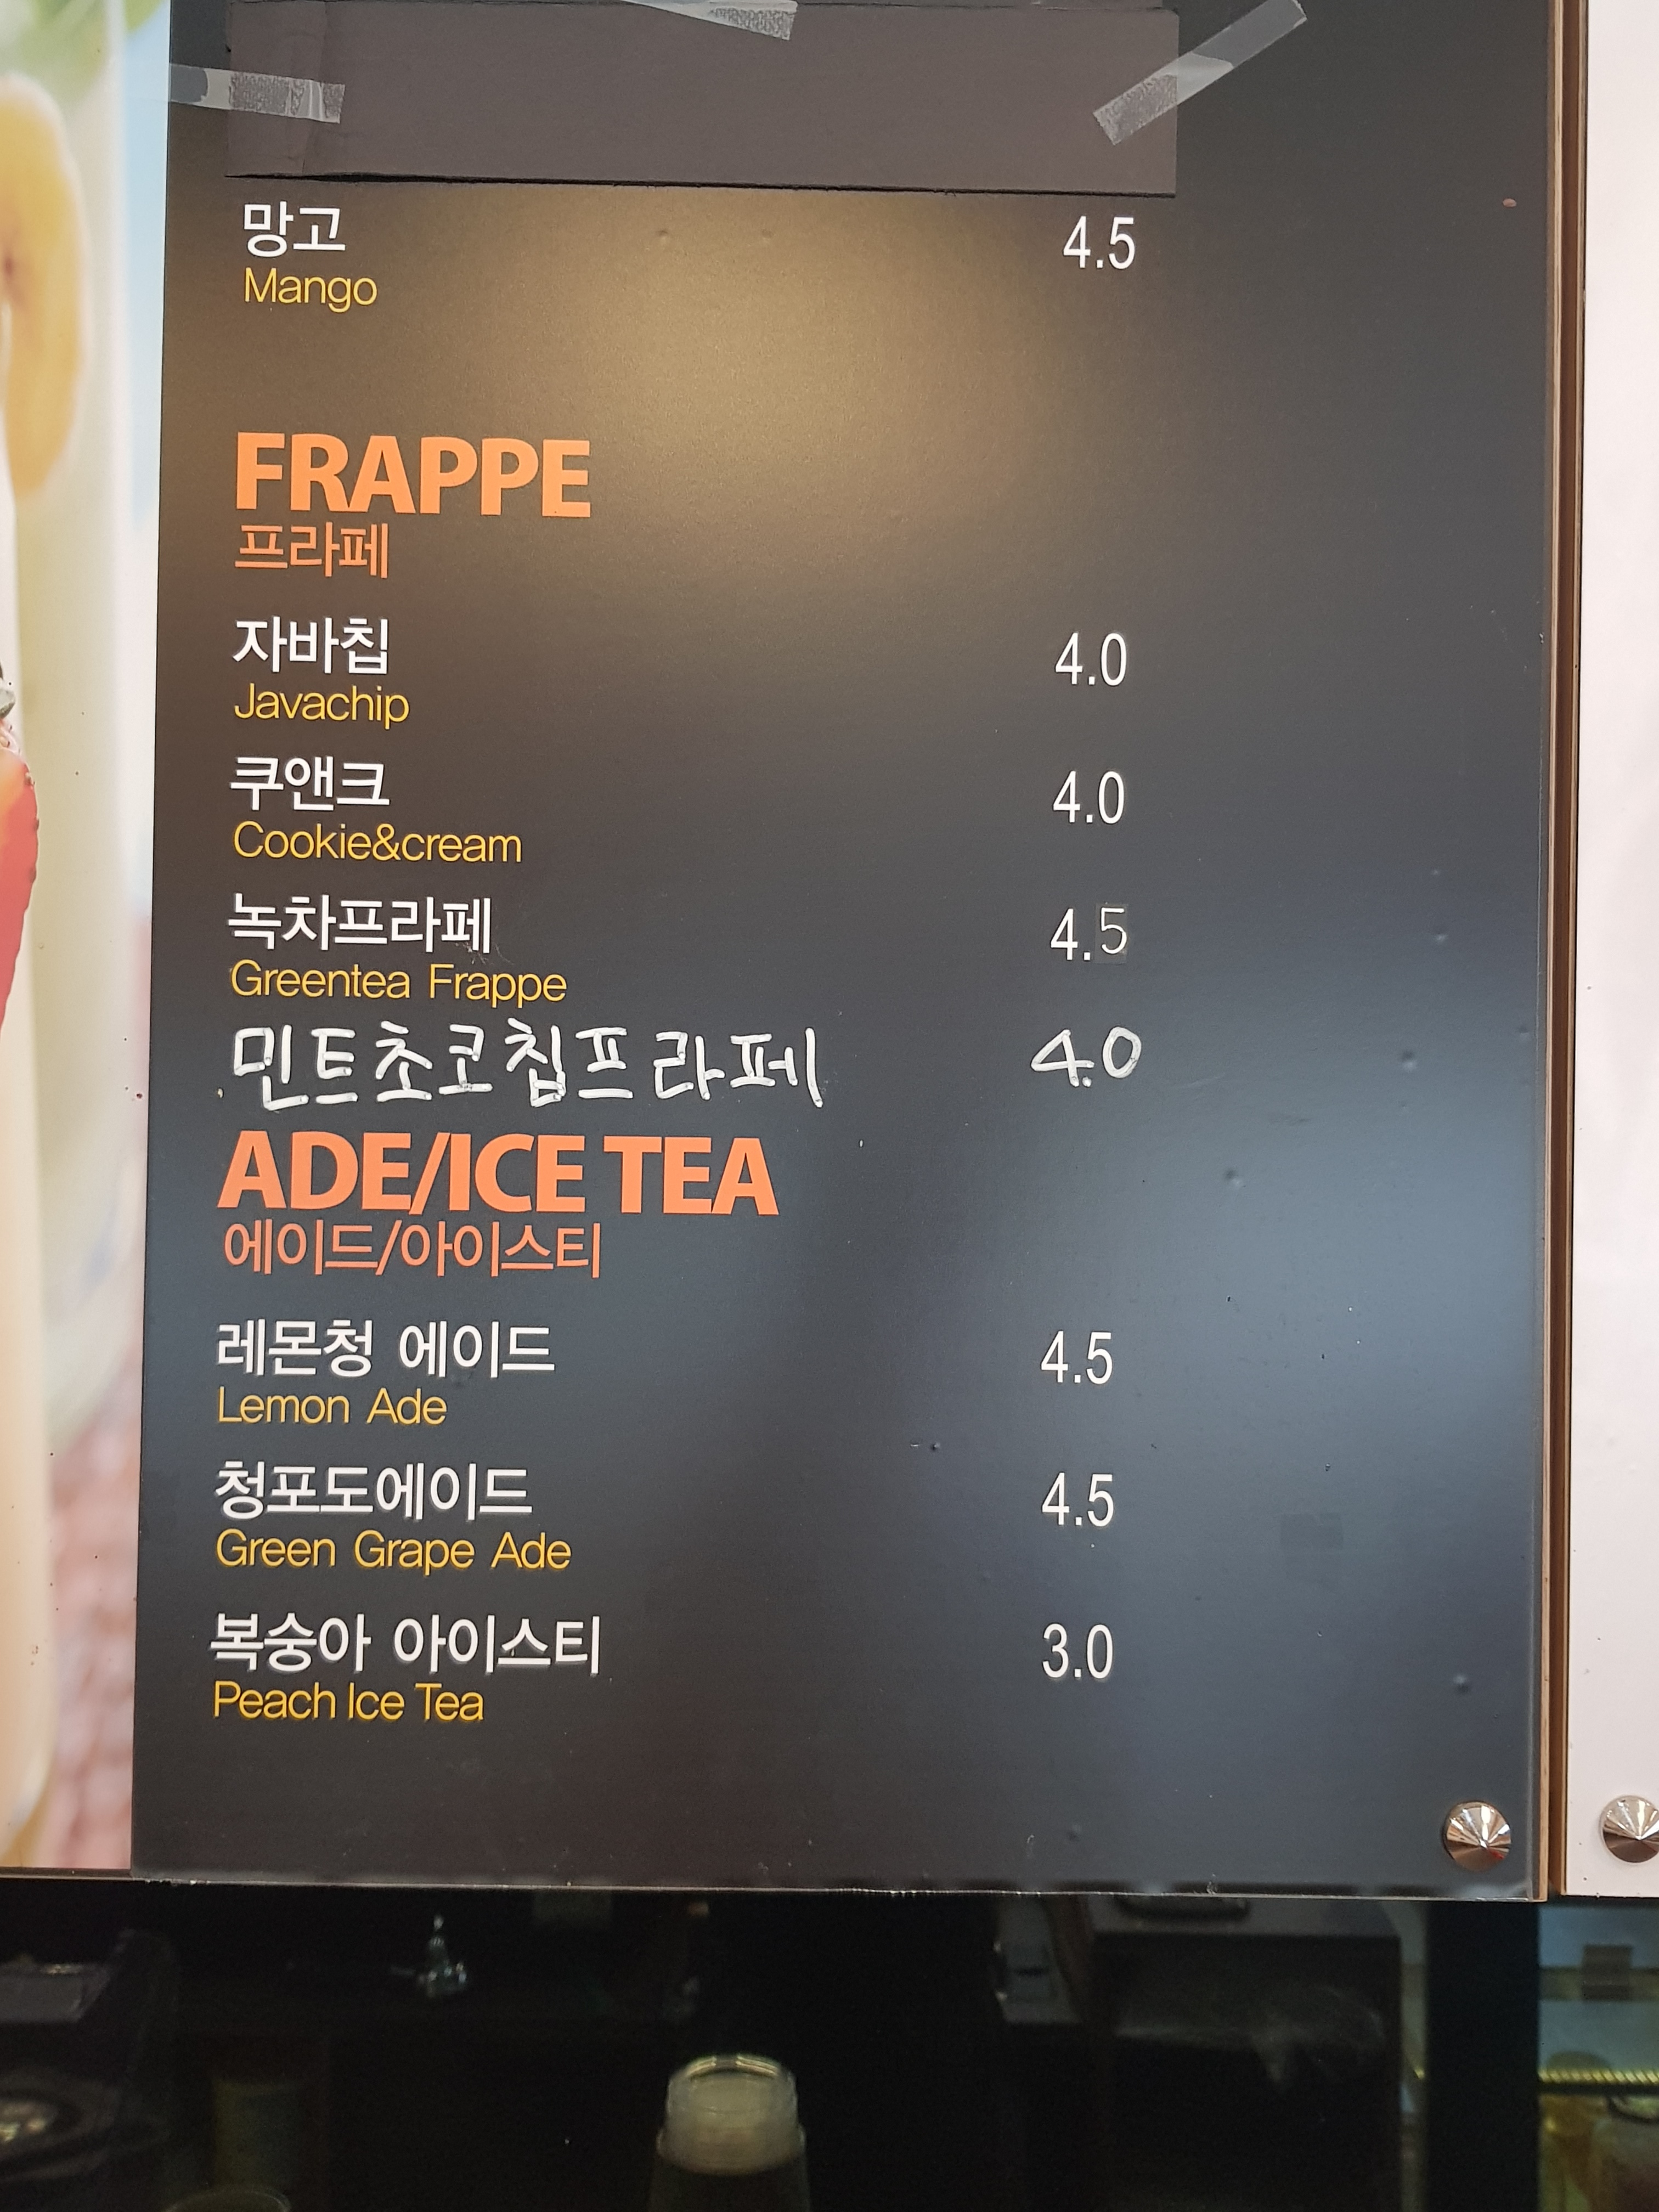 망고 4.5
Mango
FRAPPE
프라페
자바칩 4.0
Javachip
쿠앤크 4.0
Cookie&cream
녹차프라페 4.5
Greentea Frappe
민트초코칩프라페 4.0
ADE/ICE TEA
에이드/아이스티
레몬청 에이드 4.5
Lemon Ade
청포도에이드 4.5
Green Grape Ade
복숭아 아이스티 3.0
Peach Ice Tea